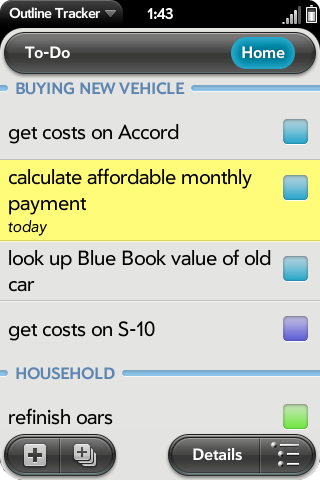 Outline Tracker
1:43
To-Do
Home
BUYING NEW VEHICLE
get costs on Accord
calculate affordable monthly
payment
today
look up Blue Book value of old
car
get costs on S-10
HOUSEHOLD
refinish oars
Details